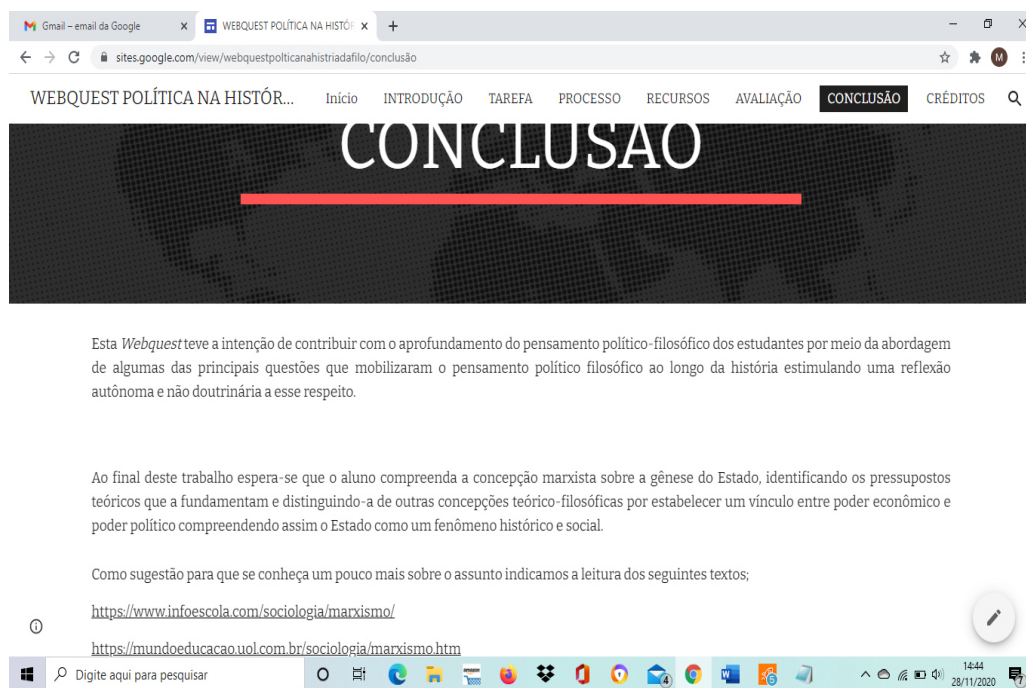 Gmail – email da Google
WEBQUEST POLÍTICA NA HISTÓR
sites.google.com/view/webquestpolticanahistriadafilo/conclusão
M
WEBQUEST POLÍTICA NA HISTÓR...
Início
INTRODUÇÃO
TAREFA
PROCESSO
RECURSOS
AVALIAÇÃO
CONCLUSÃO
CRÉDITOS
CONCLUSÃO
Esta Webquest teve a intenção de contribuir com o aprofundamento do pensamento político-filosófico dos estudantes por meio da abordagem
de algumas das principais questões que mobilizaram o pensamento político filosófico ao longo da história estimulando uma reflexão
autônoma e não doutrinária a esse respeito.
Ao final deste trabalho espera-se que o aluno compreenda a concepção marxista sobre a gênese do Estado, identificando os pressupostos
teóricos que a fundamentam e distinguindo-a de outras concepções teórico-filosóficas por estabelecer um vínculo entre poder econômico e
poder político compreendendo assim o Estado como um fenômeno histórico e social.
Como sugestão para que se conheça um pouco mais sobre o assunto indicamos a leitura dos seguintes textos;
https://www.infoescola.com/sociologia/marxismo/
https://mundoeducacao.uol.com.br/sociologia/marxismo.htm
Digite aqui para pesquisar
4
14:44
28/11/2020